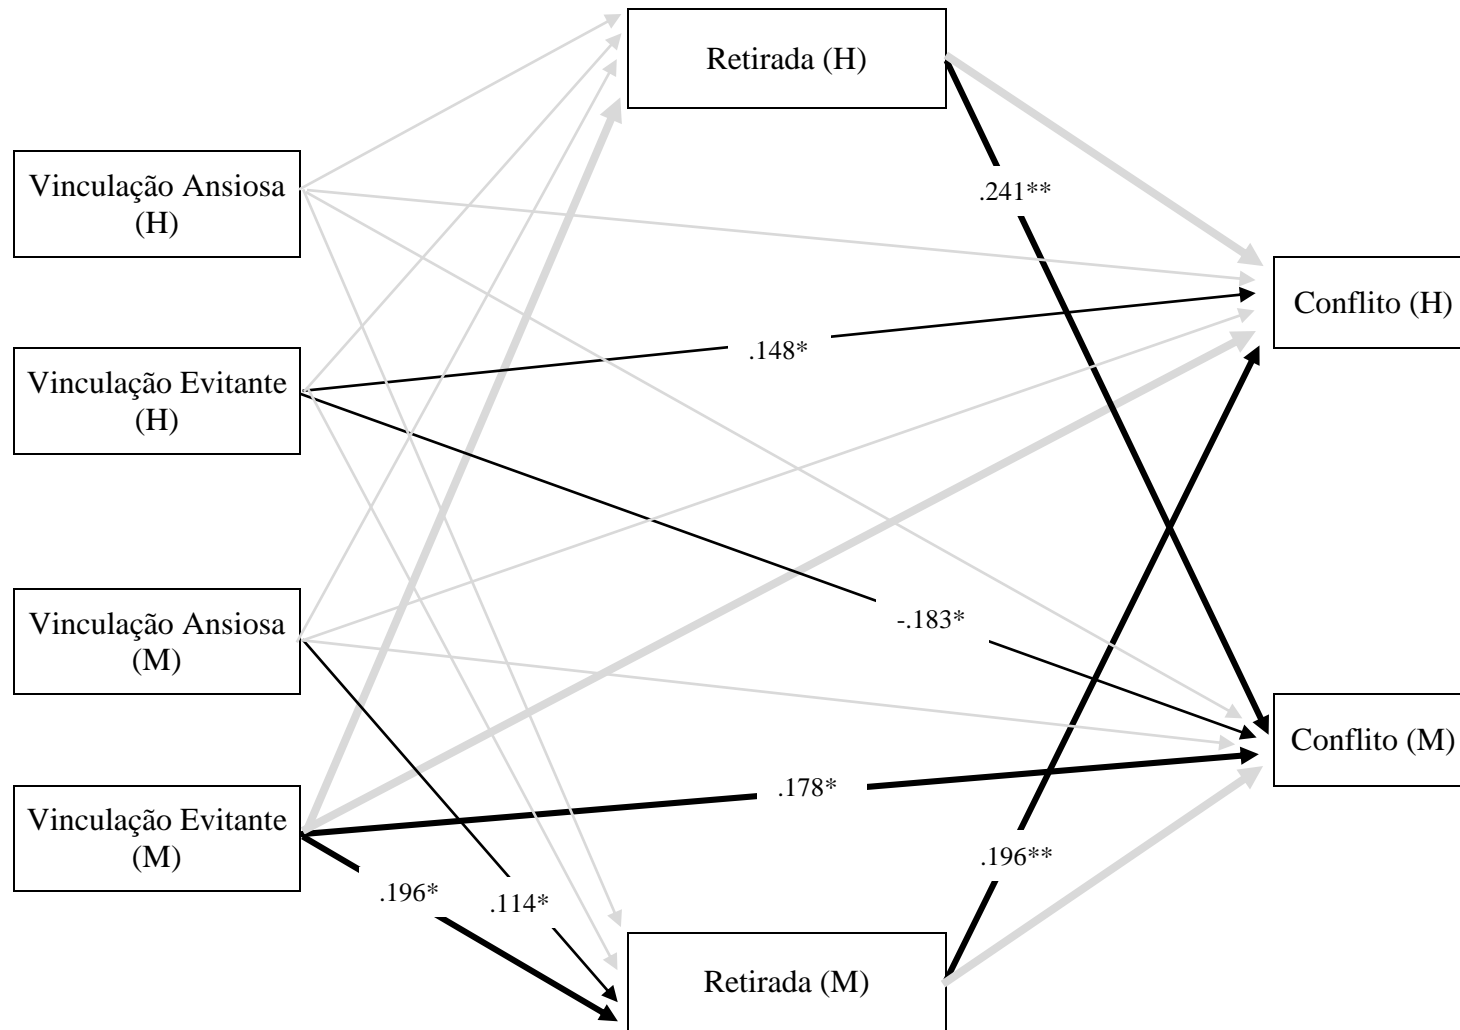 Retirada (H)
Vinculação Ansiosa
(H)
.241**
Conflito (H)
.148*
Vinculação Evitante
(H)
-.183*
Vinculação Ansiosa
(M)
Conflito (M)
.178*
Vinculação Evitante
(M)
.196**
.196*
.114*
Retirada (M)